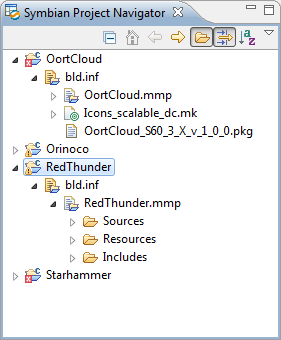 Symbian Project Navigator
OortCloud
bld.inf
OortCloud.mmp
Icons_scalable_dc.mk
OortCloud_S60_3_X_v_1_0_0.pkg
Orinoco
RedThunder
bld.inf
RedThunder.mmp
Sources
Resources
Includes
Starhammer